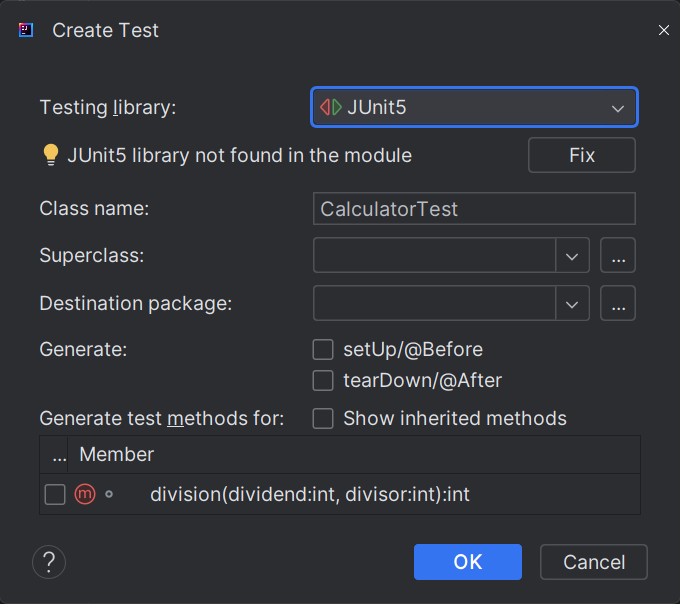 Create Test
Testing library: JUnit5
JUnit5 library not found in the module Fix
Class name: CalculatorTest
Superclass: ...
Destination package: ...
Generate: setUp/@Before
tearDown/@After
Generate test methods for: Show inherited methods
... Member
m division(dividend:int, divisor:int):int
? OK Cancel